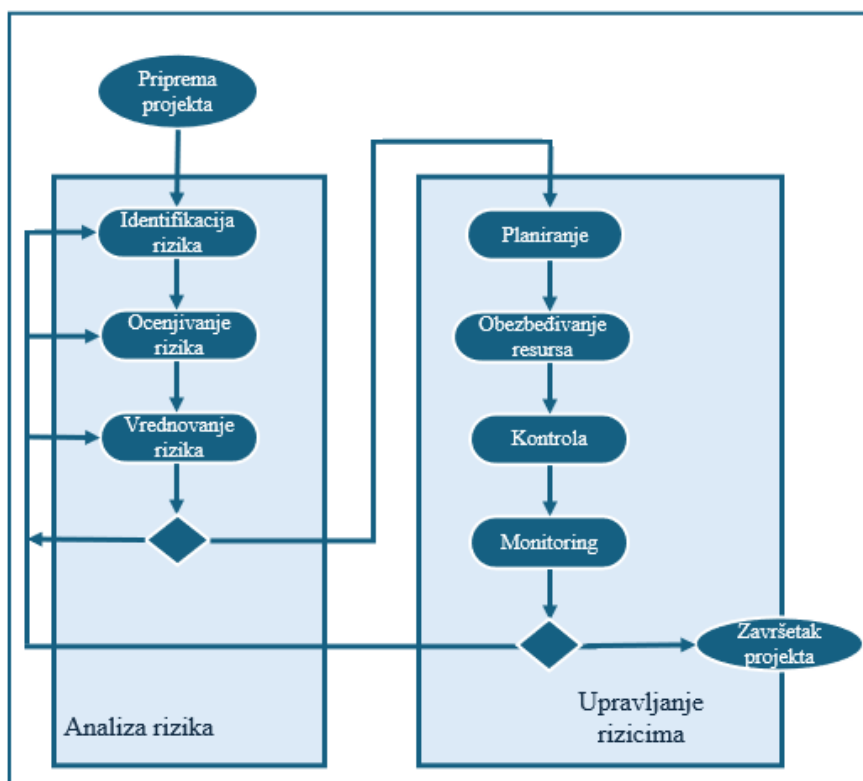 Priprema
projekta
Identifikacija
rizika
Ocenjivanje
rizika
Vrednovanje
rizika
Analiza rizika
Planiranje
Obezbeđivanje
resursa
Kontrola
Monitoring
Završetak
projekta
Upravljanje
rizicima